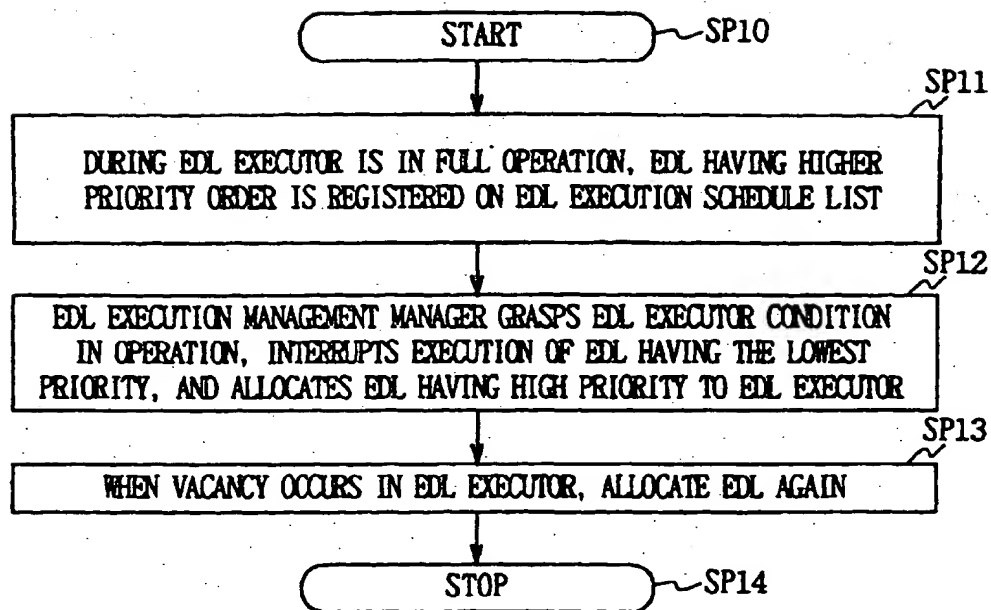 START
SP10
SP11
DURING EDL EXECUTOR IS IN FULL OPERATION, EDL HAVING HIGHER
PRIORITY ORDER IS REGISTERED ON EDL EXECUTION SCHEDULE LIST
SP12
EDL EXECUTION MANAGEMENT MANAGER GRASPS EDL EXECUTOR CONDITION
IN OPERATION, INTERRUPTS EXECUTION OF EDL HAVING THE LOWEST
PRIORITY, AND ALLOCATES EDL HAVING HIGH PRIORITY TO EDL EXECUTOR
SP13
WHEN VACANCY OCCURS IN EDL EXECUTOR, ALLOCATE EDL AGAIN
STOP
SP14